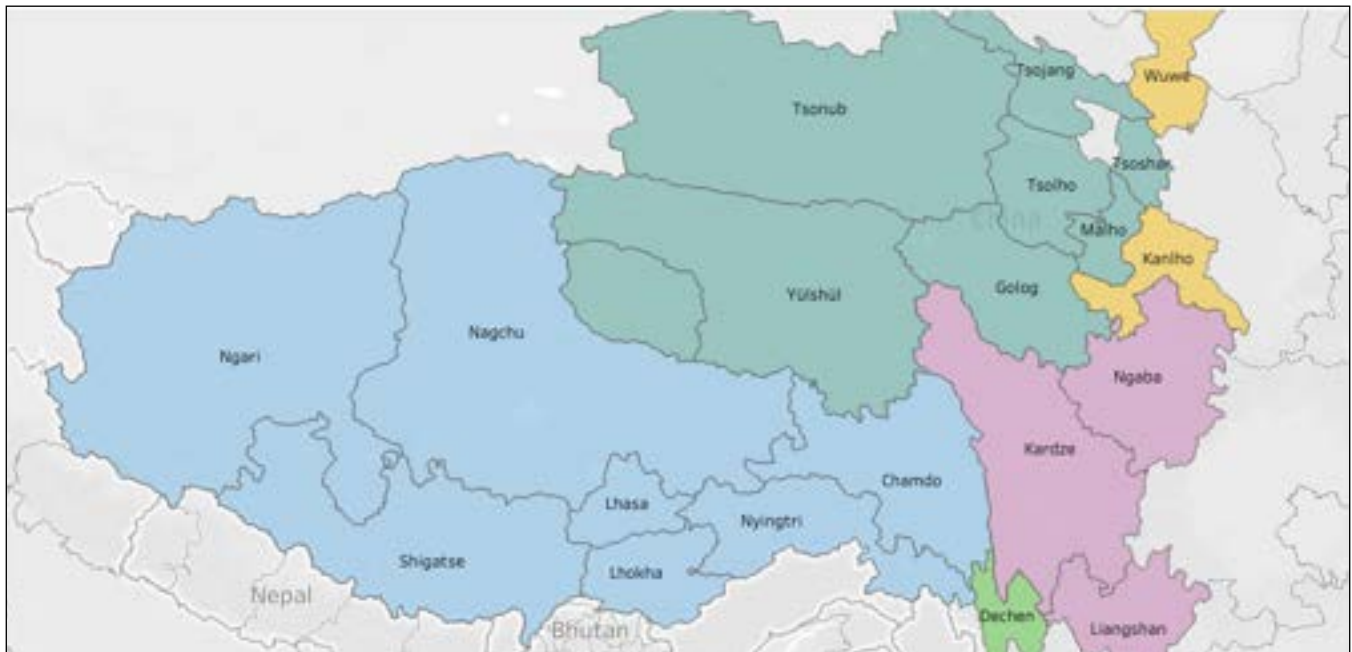 Tsojang
Wuwe
Tsonub
Tsoshar
Tsolho
China
Malho
Kanlho
Yülshül
Golog
Nagchu
Ngari
Ngaba
Kardze
Chamdo
Lhasa
Nyingtri
Shigatse
Lhokha
Nepal
Dechen
Bhutan
Liangshan